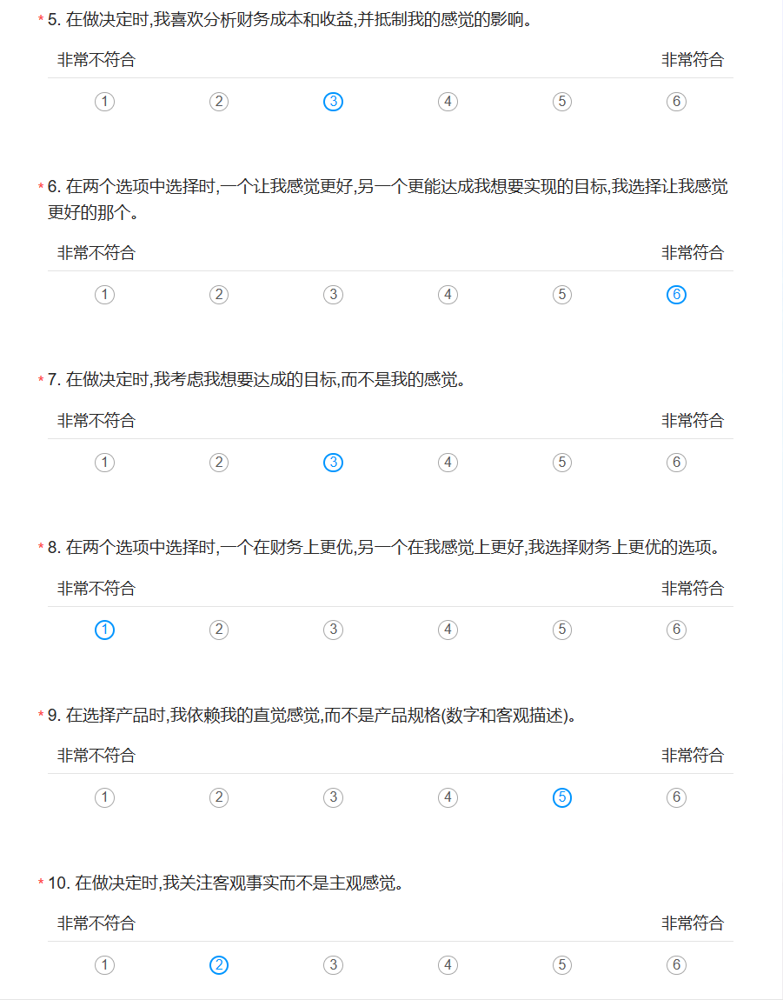 * 5. 在做决定时,我喜欢分析财务成本和收益,并抵制我的感觉的影响。
非常不符合 非常符合
1 2 3 4 5 6
* 6. 在两个选项中选择时,一个让我感觉更好,另一个更能达成我想要实现的目标,我选择让我感觉
更好的那个。
非常不符合 非常符合
1 2 3 4 5 6
* 7. 在做决定时,我考虑我想要达成的目标,而不是我的感觉。
非常不符合 非常符合
1 2 3 4 5 6
* 8. 在两个选项中选择时,一个在财务上更优,另一个在我感觉上更好,我选择财务上更优的选项。
非常不符合 非常符合
1 2 3 4 5 6
* 9. 在选择产品时,我依赖我的直觉感觉,而不是产品规格(数字和客观描述)。
非常不符合 非常符合
1 2 3 4 5 6
* 10. 在做决定时,我关注客观事实而不是主观感觉。
非常不符合 非常符合
1 2 3 4 5 6